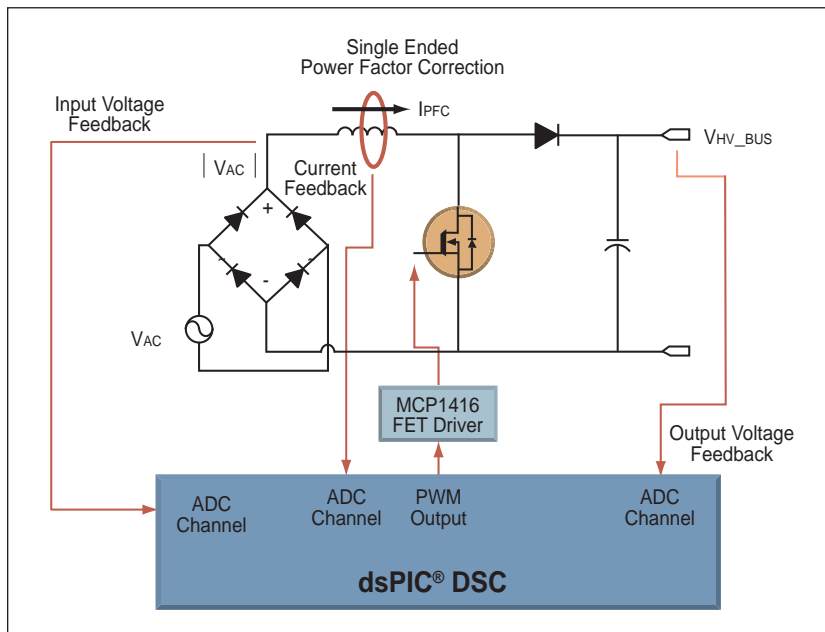 Single Ended
Power Factor Correction
IPFC
Input Voltage
Feedback
|VAC|
Current
Feedback
VHV_BUS
+
-
-
-
-
VAC
MCP1416
FET Driver
Output Voltage
Feedback
ADC
Channel
ADC
Channel
PWM
Output
ADC
Channel
dsPIC® DSC